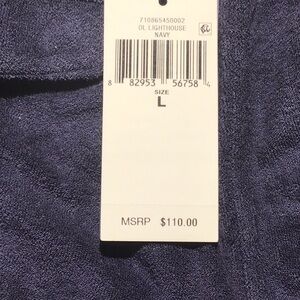 710865450002
OL LIGHTHOUSE
NAVY
8 82953 56758 4
SIZE
L
MSRP $110.00